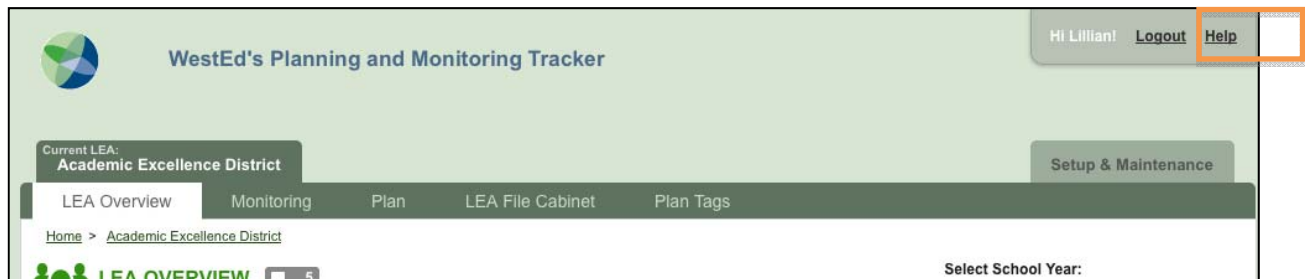 Hi Lillian! Logout Help
WestEd's Planning and Monitoring Tracker
Current LEA:
Academic Excellence District
Setup & Maintenance
LEA Overview Monitoring Plan LEA File Cabinet Plan Tags
Home > Academic Excellence District
LEA OVERVIEW 5
Select School Year: